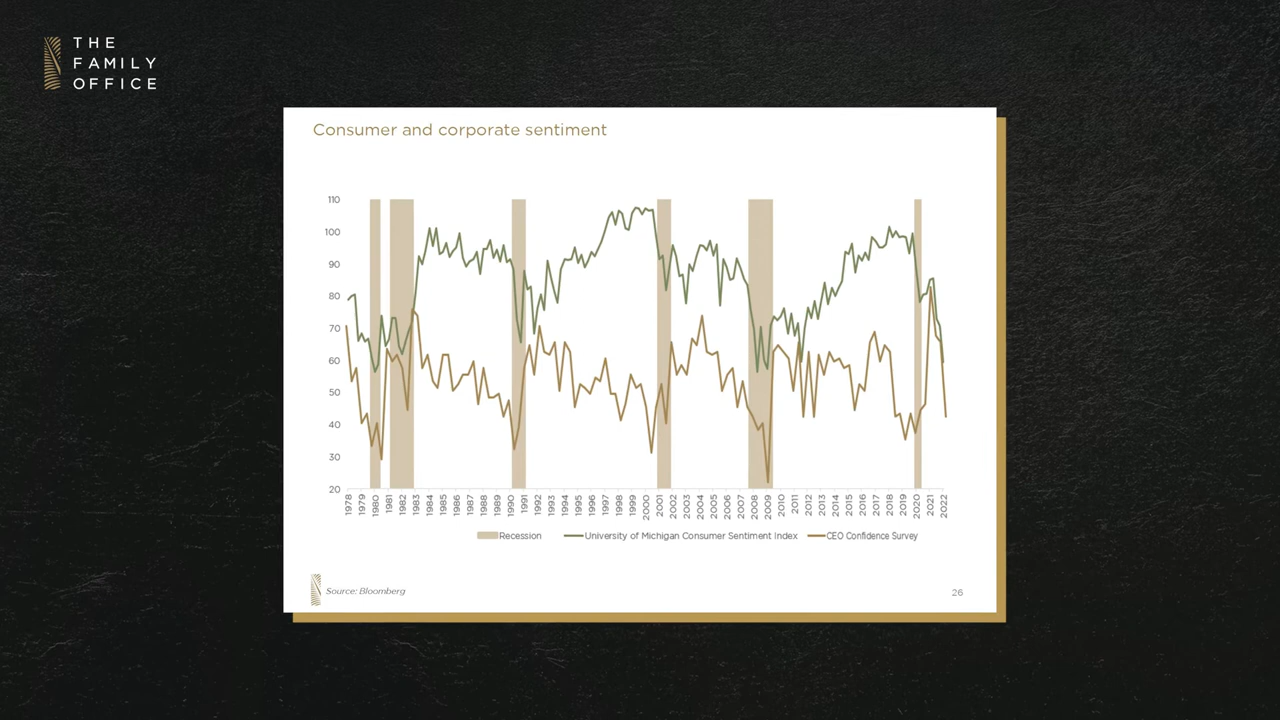 THE
FAMILY
OFFICE
Consumer and corporate sentiment
110
100
90
80
70
60
50
40
30
20
1978 1979 1980 1981 1982 1983 1984 1985 1986 1987 1988 1989 1990 1991 1992 1993 1994 1995 1996 1997 1998 1999 2000 2001 2002 2003 2004 2005 2006 2007 2008 2009 2010 2011 2012 2013 2014 2015 2016 2017 2018 2019 2020 2021 2022
Recession University of Michigan Consumer Sentiment Index CEO Confidence Survey
Source: Bloomberg
26